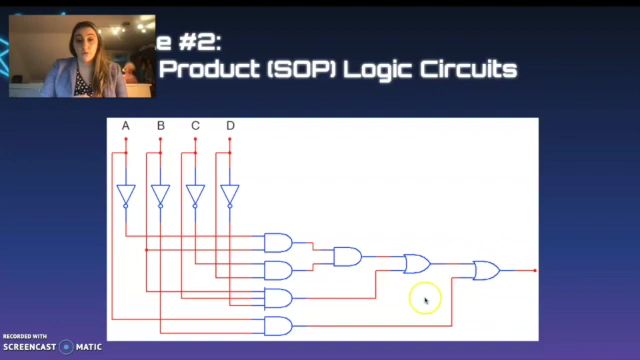 e #2:
Product (SOP) Logic Circuits
A B C D
RECORDED WITH
SCREENCAST MATIC